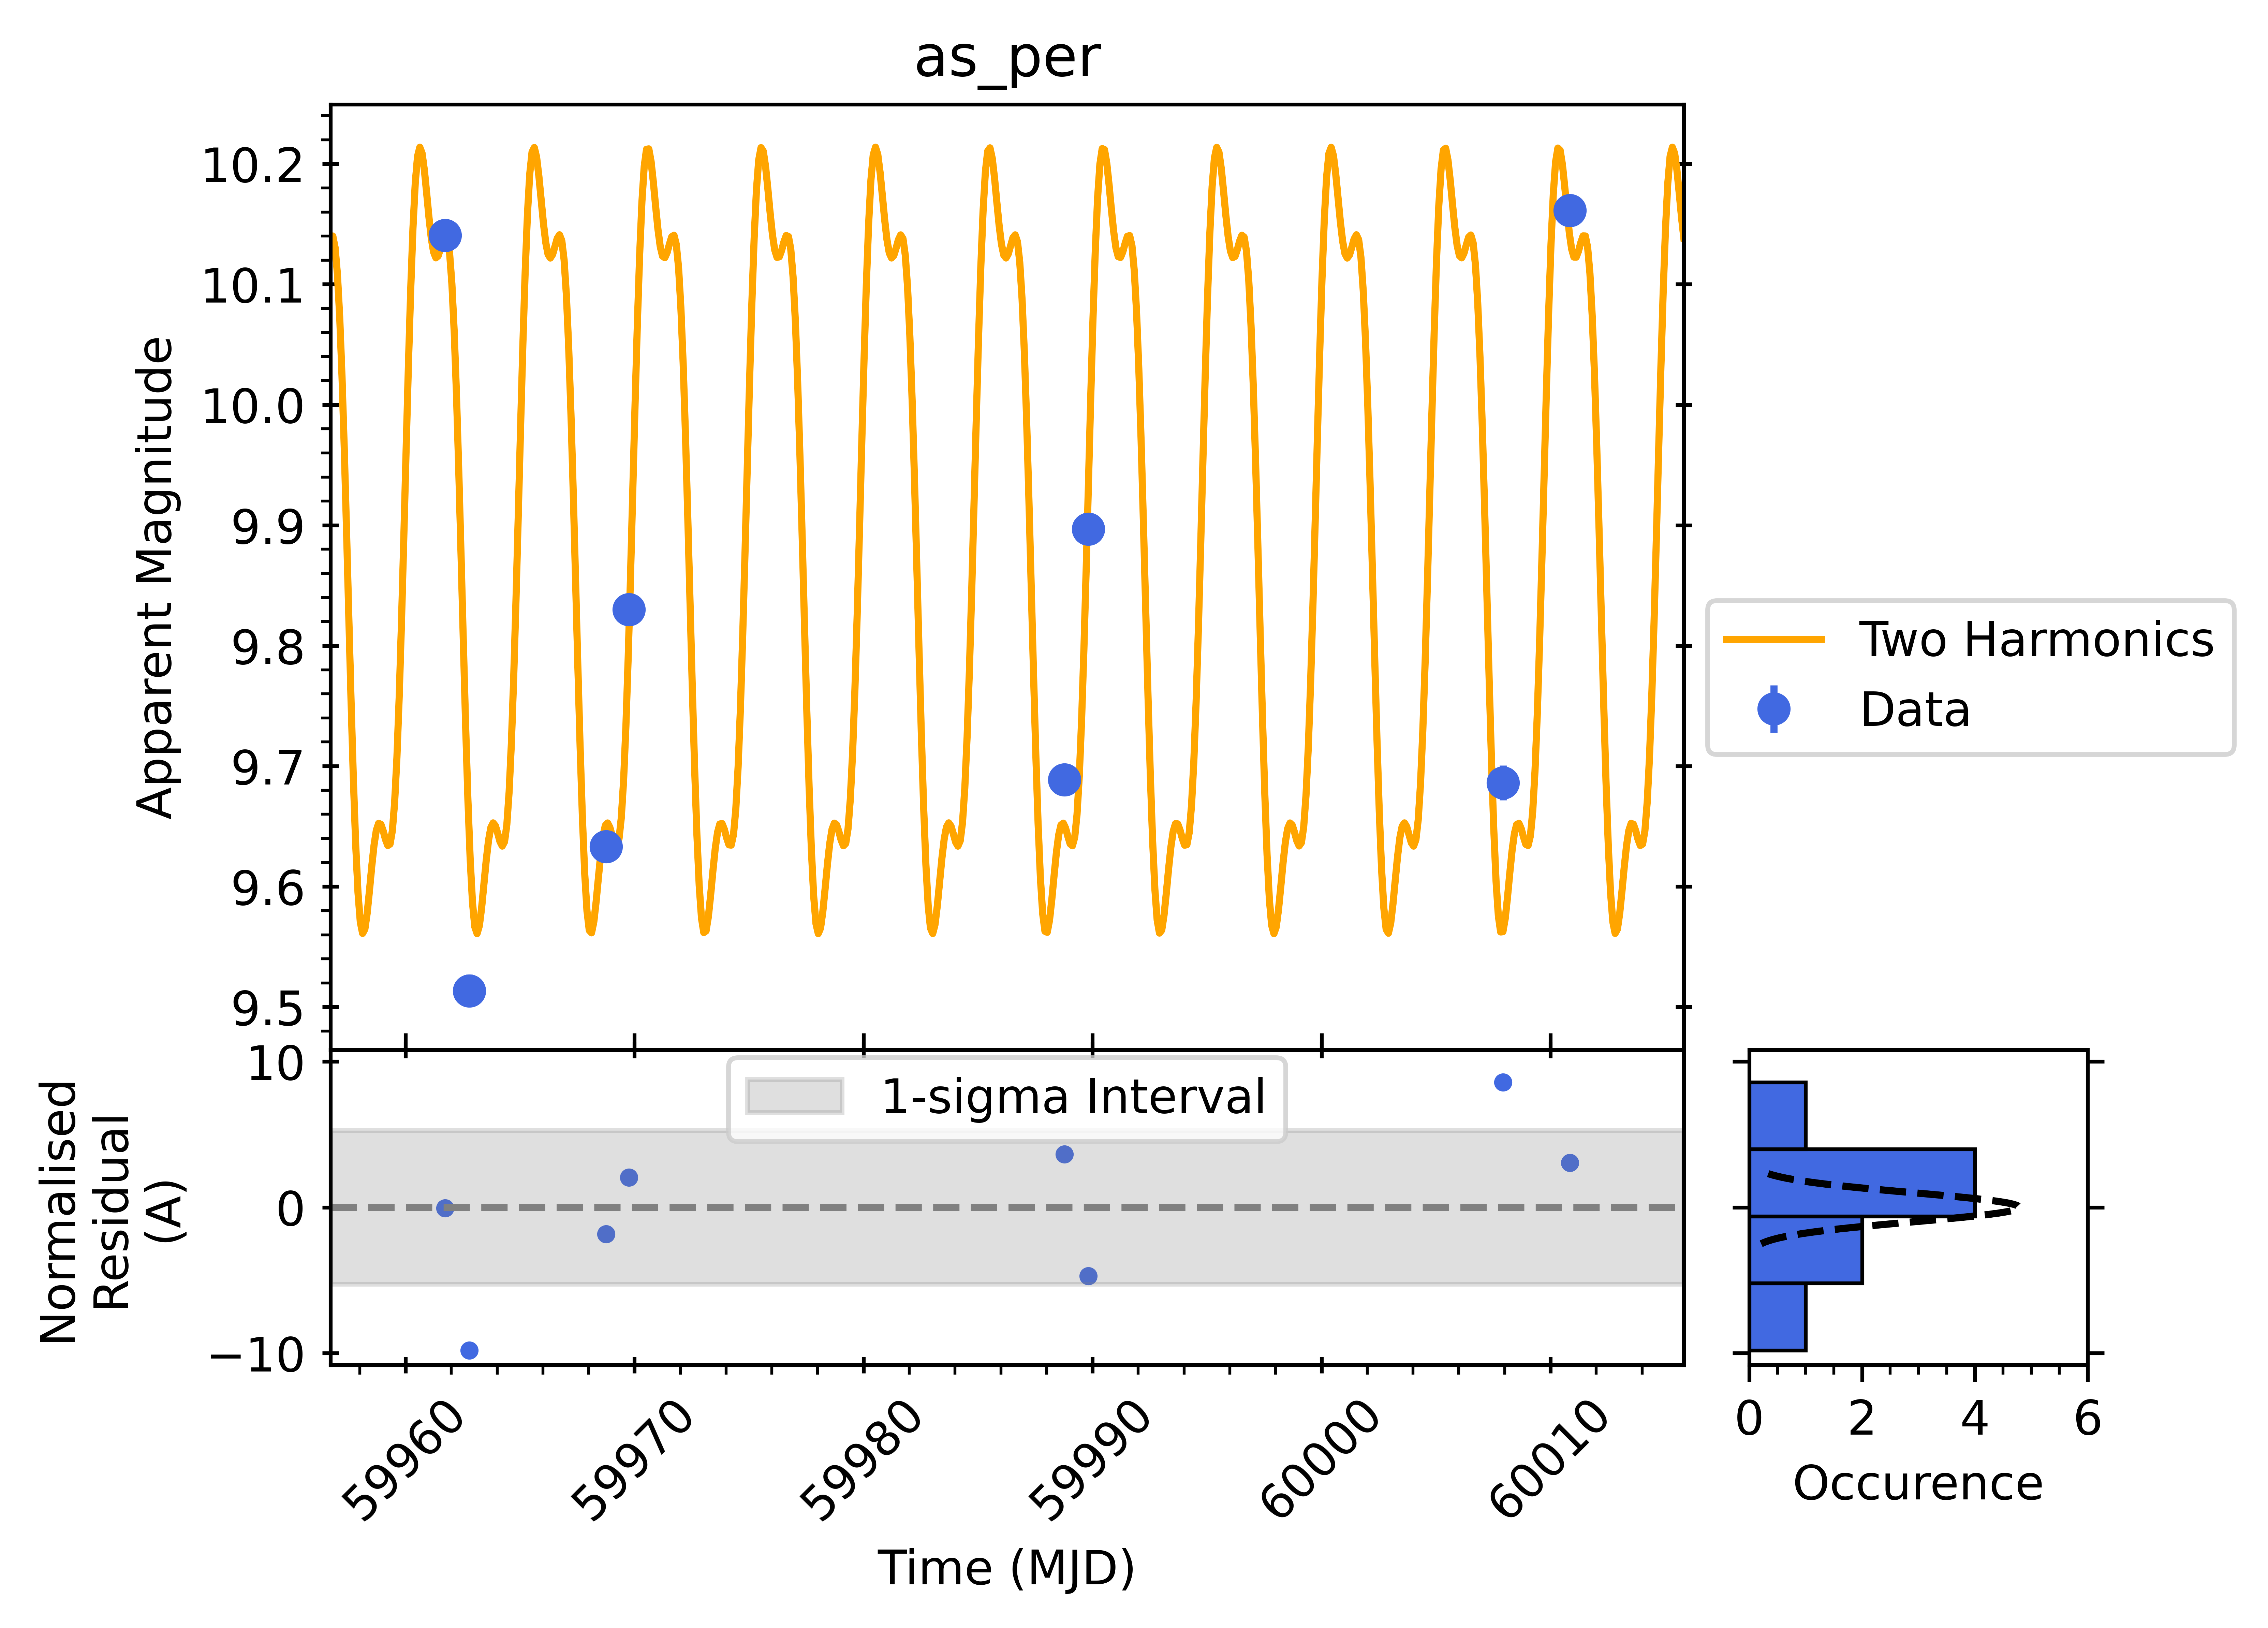 as_per
10.2
10.1
10.0
9.9
9.8
9.7
9.6
9.5
Apparent Magnitude
Two Harmonics
Data
10
0
−10
Normalised
Residual
(A)
1-sigma Interval
59960
59970
59980
59990
60000
60010
Time (MJD)
0 2 4 6
Occurence